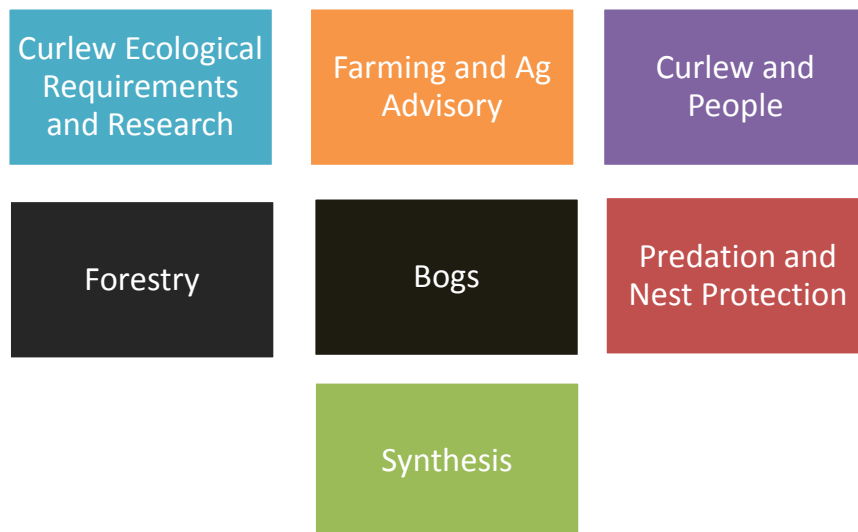 Curlew Ecological
Requirements
and Research
Farming and Ag
Advisory
Curlew and
People
Forestry
Bogs
Predation and
Nest Protection
Synthesis